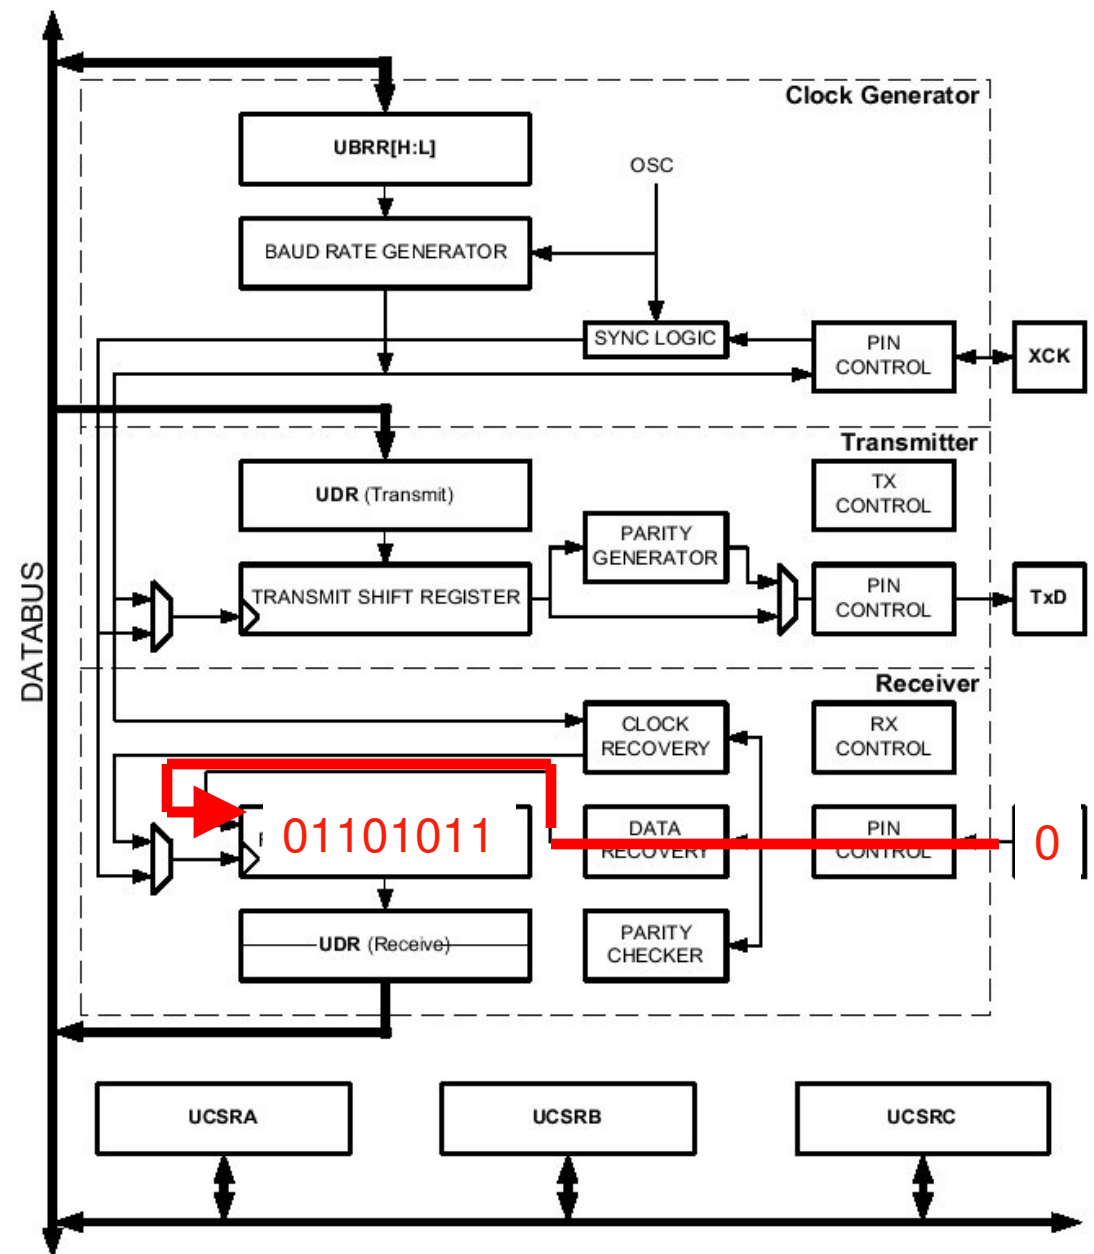 Clock Generator
UBRR[H:L]
OSC
BAUD RATE GENERATOR
SYNC LOGIC
PIN
CONTROL
XCK
Transmitter
UDR (Transmit)
TX
CONTROL
PARITY
GENERATOR
TRANSMIT SHIFT REGISTER
PIN
CONTROL
TxD
DATABUS
Receiver
CLOCK
RECOVERY
RX
CONTROL
01101011
DATA
RECOVERY
PIN
CONTROL
0
UDR (Receive)
PARITY
CHECKER
UCSRA
UCSRB
UCSRC